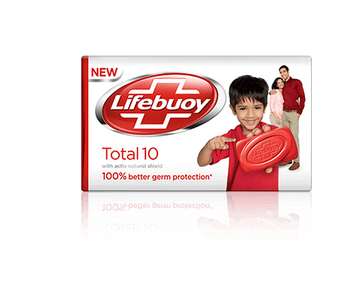 NEW
Lifebuoy
Total 10
with activ natural shield
100% better germ protection*